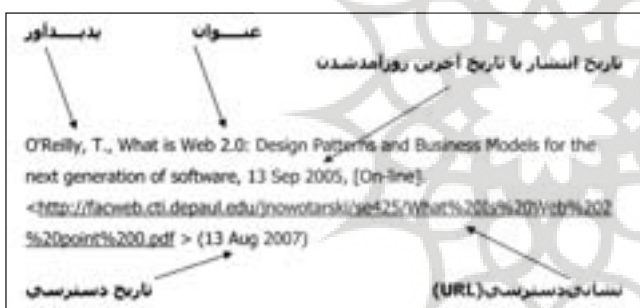 پدیــدآور
عنــوان
تاریخ انتشار یا تاریخ آخرین روزآمدشدن
O'Reilly, T., What is Web 2.0: Design Patterns and Business Models for the
next generation of software, 13 Sep 2005, [On-line].
<http://facweb.cti.depaul.edu/jnowotarski/se425/What%20Is%20Web%202
%20point%200.pdf > (13 Aug 2007)
تاریخ دسترسی
نشانی‌دسترسی(URL)